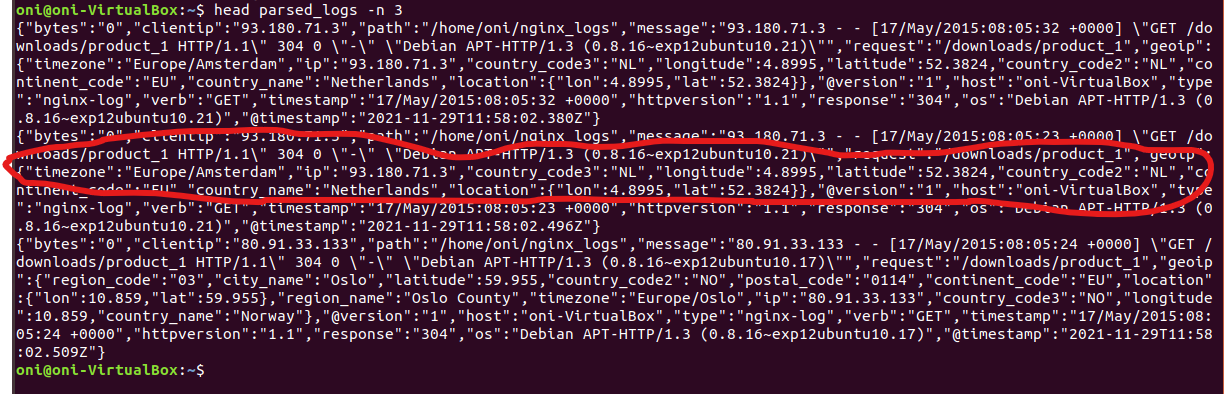 oni@oni-VirtualBox:~$ head parsed_logs -n 3
{"bytes":"0","clientip":"93.180.71.3","path":"/home/oni/nginx_logs","message":"93.180.71.3 - - [17/May/2015:08:05:32 +0000] \"GET /do
wnloads/product_1 HTTP/1.1\" 304 0 \"-\" \"Debian APT-HTTP/1.3 (0.8.16~exp12ubuntu10.21)\"","request":"/downloads/product_1","geoip":
{"timezone":"Europe/Amsterdam","ip":"93.180.71.3","country_code3":"NL","longitude":4.8995,"latitude":52.3824,"country_code2":"NL","co
ntinent_code":"EU","country_name":"Netherlands","location":{"lon":4.8995,"lat":52.3824}},"@version":"1","host":"oni-VirtualBox","type
":"nginx-log","verb":"GET","timestamp":"17/May/2015:08:05:32 +0000","httpversion":"1.1","response":"304","os":"Debian APT-HTTP/1.3 (0
.8.16~exp12ubuntu10.21)","@timestamp":"2021-11-29T11:58:02.380Z"}
{"bytes":"0","clientip":"93.180.71.3","path":"/home/oni/nginx_logs","message":"93.180.71.3 - - [17/May/2015:08:05:23 +0000] \"GET /do
wnloads/product_1 HTTP/1.1\" 304 0 \"-\" \"Debian APT-HTTP/1.3 (0.8.16~exp12ubuntu10.21)\"","request":"/downloads/product_1","geoip":
{"timezone":"Europe/Amsterdam","ip":"93.180.71.3","country_code3":"NL","longitude":4.8995,"latitude":52.3824,"country_code2":"NL","co
ntinent_code":"EU","country_name":"Netherlands","location":{"lon":4.8995,"lat":52.3824}},"@version":"1","host":"oni-VirtualBox","type
":"nginx-log","verb":"GET","timestamp":"17/May/2015:08:05:23 +0000","httpversion":"1.1","response":"304","os":"Debian APT-HTTP/1.3 (0
.8.16~exp12ubuntu10.21)","@timestamp":"2021-11-29T11:58:02.496Z"}
{"bytes":"0","clientip":"80.91.33.133","path":"/home/oni/nginx_logs","message":"80.91.33.133 - - [17/May/2015:08:05:24 +0000] \"GET /
downloads/product_1 HTTP/1.1\" 304 0 \"-\" \"Debian APT-HTTP/1.3 (0.8.16~exp12ubuntu10.17)\"","request":"/downloads/product_1","geoip
":{"region_code":"03","city_name":"Oslo","latitude":59.955,"country_code2":"NO","postal_code":"0114","continent_code":"EU","location"
:{"lon":10.859,"lat":59.955},"region_name":"Oslo County","timezone":"Europe/Oslo","ip":"80.91.33.133","country_code3":"NO","longitude"
:10.859,"country_name":"Norway"},"@version":"1","host":"oni-VirtualBox","type":"nginx-log","verb":"GET","timestamp":"17/May/2015:08:
05:24 +0000","httpversion":"1.1","response":"304","os":"Debian APT-HTTP/1.3 (0.8.16~exp12ubuntu10.17)","@timestamp":"2021-11-29T11:58
:02.509Z"}
oni@oni-VirtualBox:~$